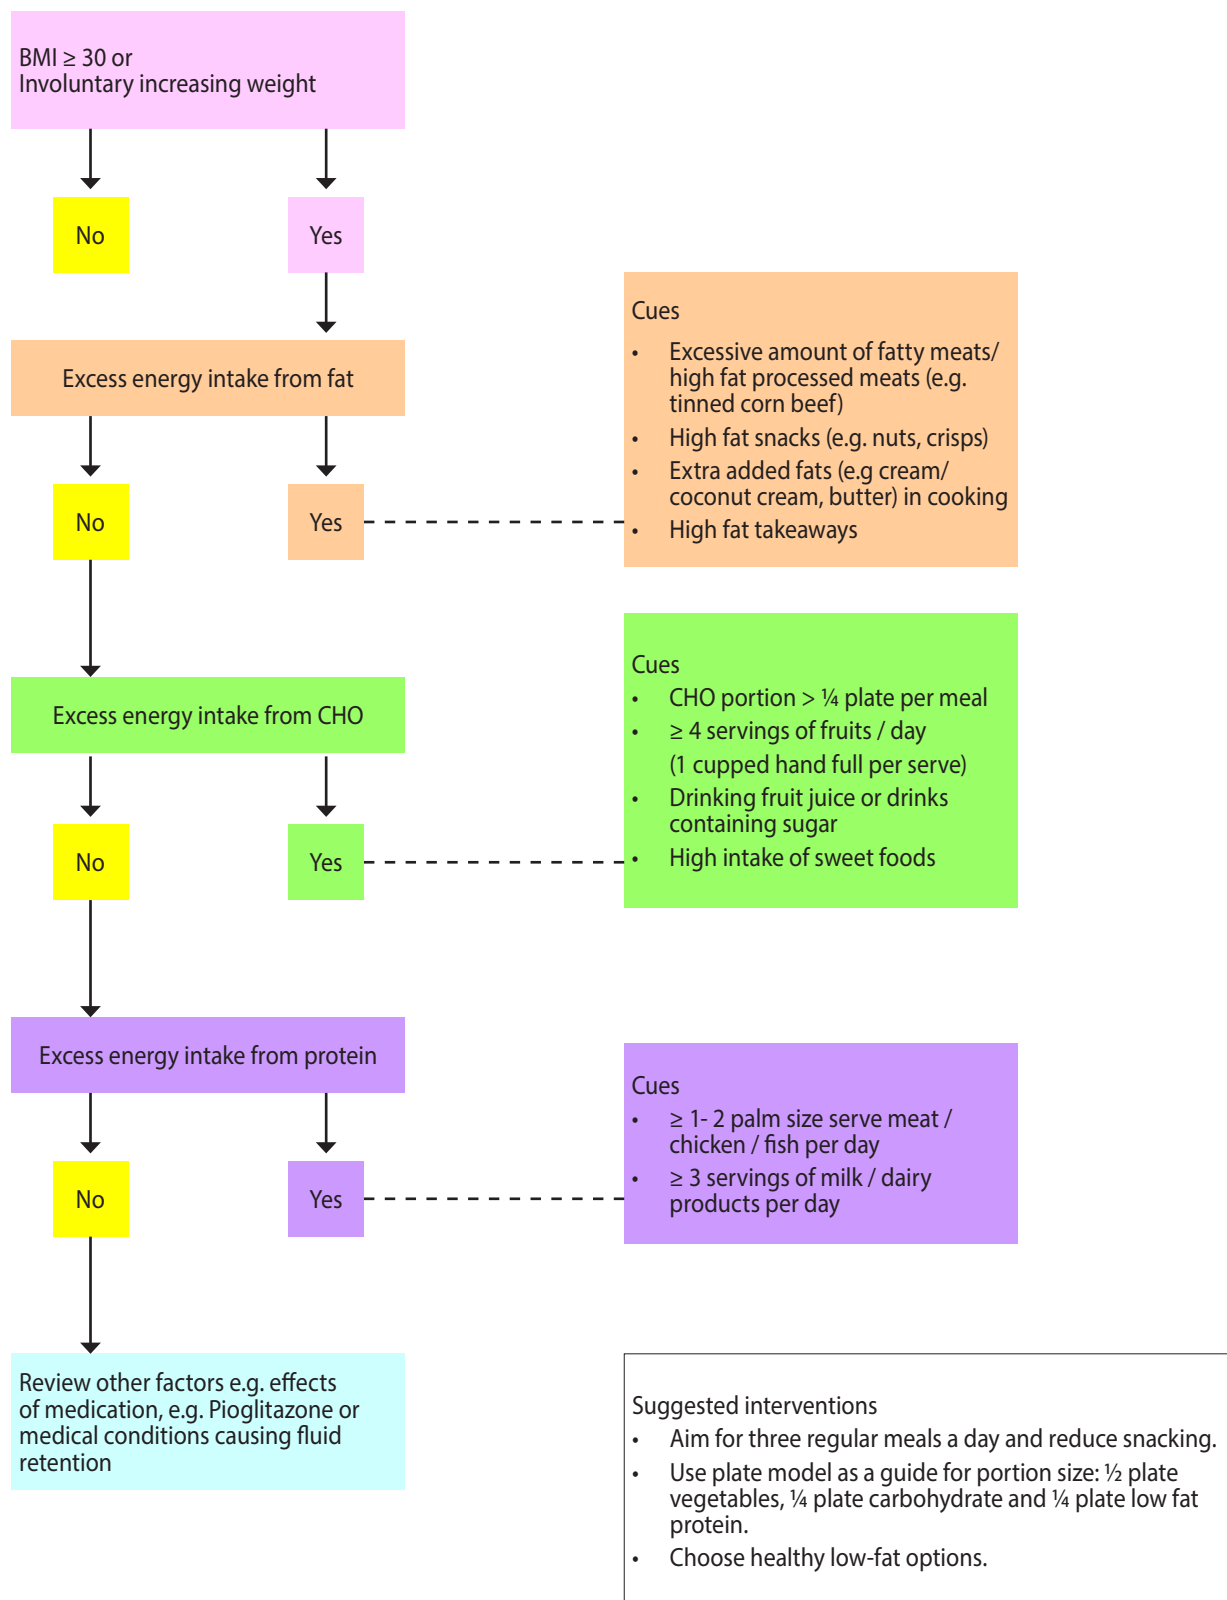 BMI ≥ 30 or
Involuntary increasing weight
No
Yes
Excess energy intake from fat
No
Yes
Cues
• Excessive amount of fatty meats/
high fat processed meats (e.g.
tinned corn beef)
• High fat snacks (e.g. nuts, crisps)
• Extra added fats (e.g cream/
coconut cream, butter) in cooking
• High fat takeaways
Excess energy intake from CHO
No
Yes
Cues
• CHO portion > ¼ plate per meal
• ≥ 4 servings of fruits / day
(1 cupped hand full per serve)
• Drinking fruit juice or drinks
containing sugar
• High intake of sweet foods
Excess energy intake from protein
No
Yes
Cues
• ≥ 1- 2 palm size serve meat /
chicken / fish per day
• ≥ 3 servings of milk / dairy
products per day
Review other factors e.g. effects
of medication, e.g. Pioglitazone or
medical conditions causing fluid
retention
Suggested interventions
• Aim for three regular meals a day and reduce snacking.
• Use plate model as a guide for portion size: ½ plate
vegetables, ¼ plate carbohydrate and ¼ plate low fat
protein.
• Choose healthy low-fat options.